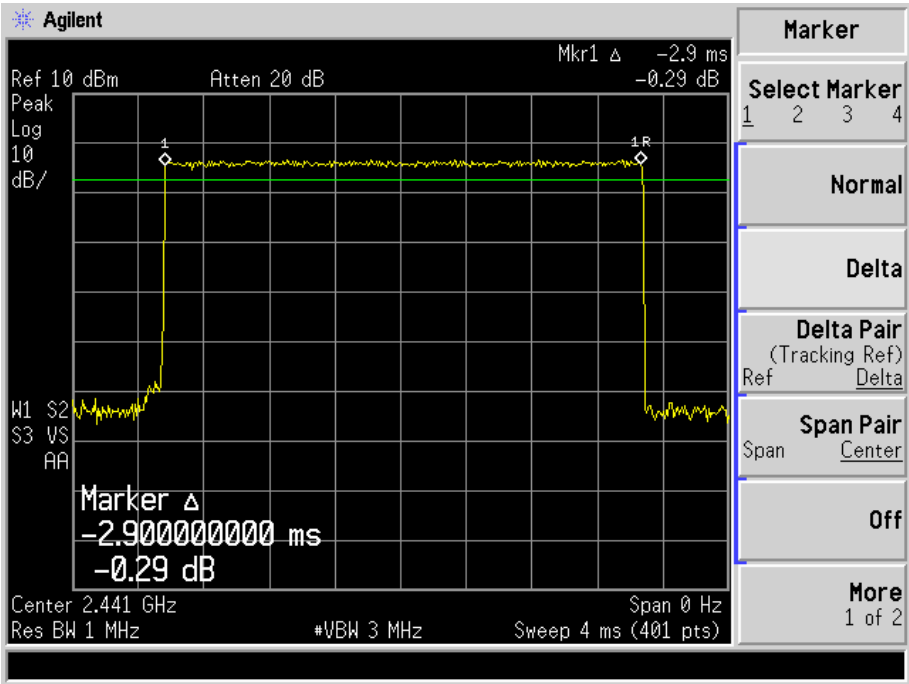 Agilent
Marker
Mkr1 Δ -2.9 ms
Ref 10 dBm Atten 20 dB -0.29 dB
Peak
Log
10
dB/
1
1R
W1 S2
S3 VS
AA
Marker Δ
-2.900000000 ms
-0.29 dB
Center 2.441 GHz Span 0 Hz
Res BW 1 MHz #VBW 3 MHz Sweep 4 ms (401 pts)
Select Marker
1 2 3 4
Normal
Delta
Delta Pair
(Tracking Ref)
Ref Delta
Span Pair
Span Center
Off
More
1 of 2